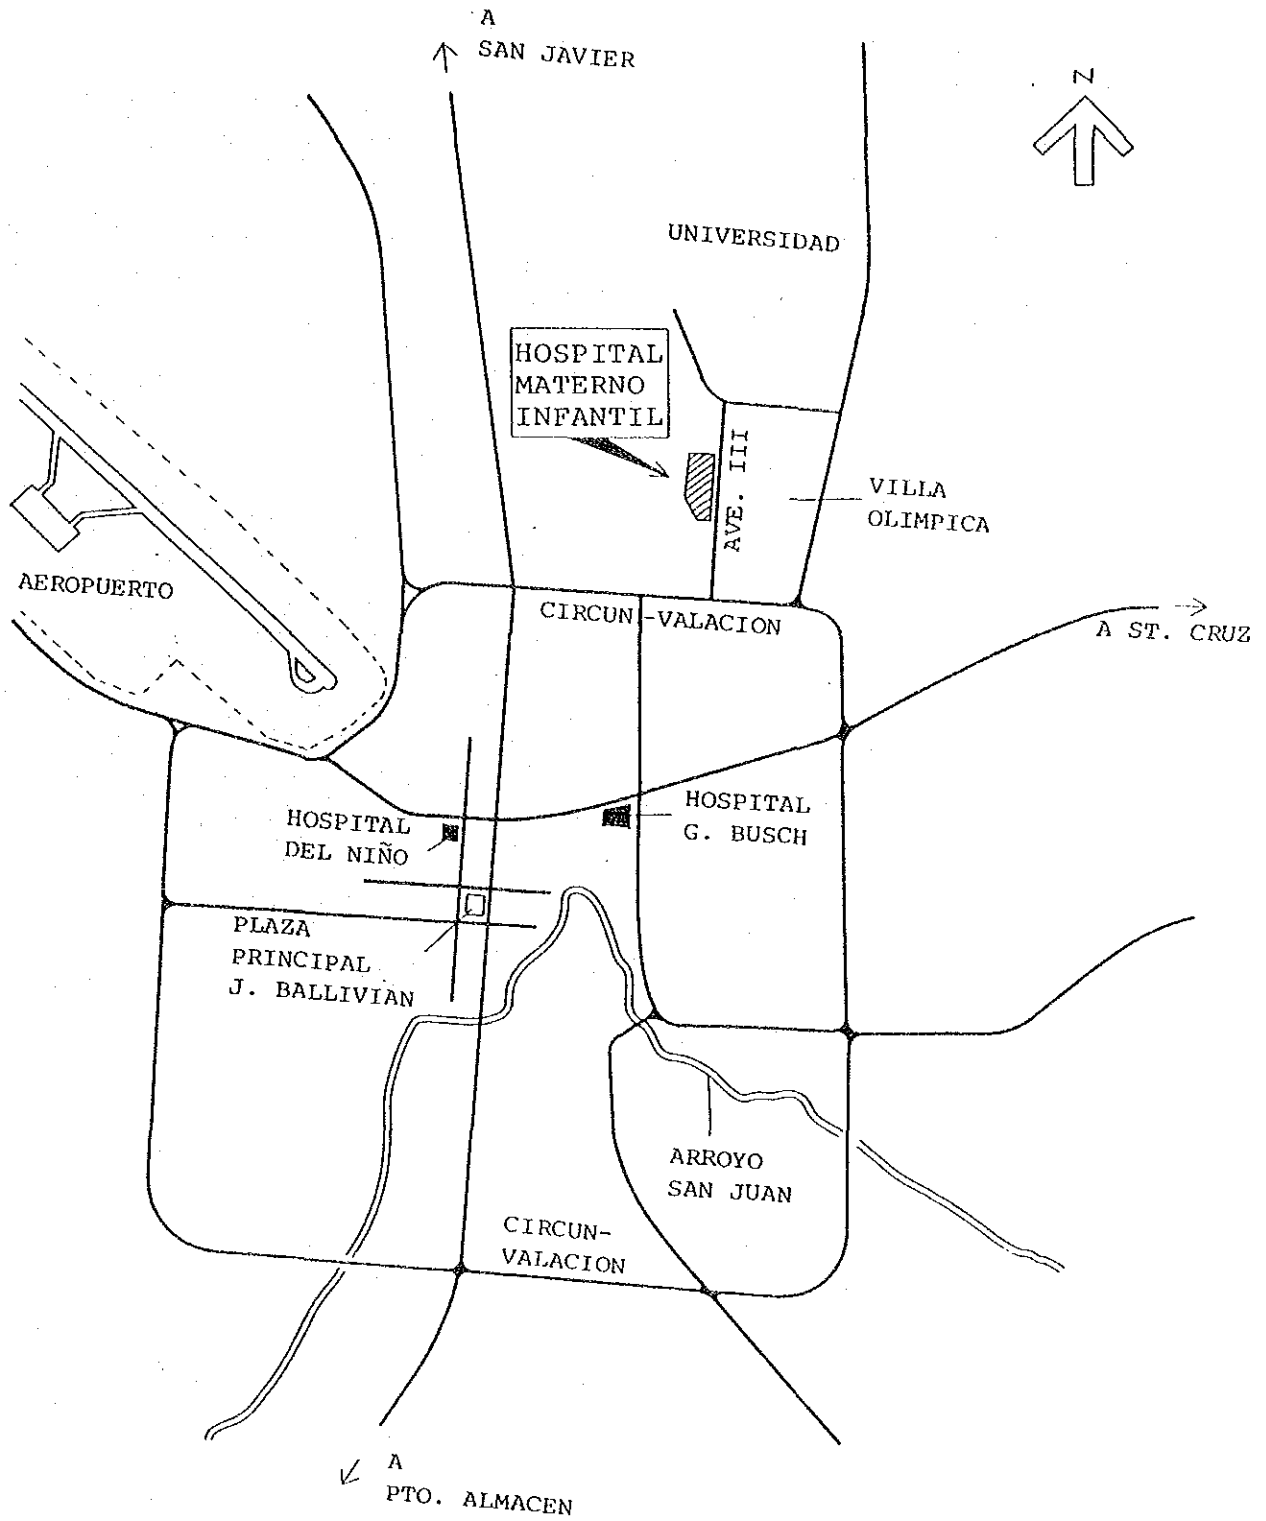 A
SAN JAVIER
N
UNIVERSIDAD
HOSPITAL
MATERNO
INFANTIL
AVE. III
VILLA
OLIMPICA
AEROPUERTO
CIRCUN-VALACION
A ST. CRUZ
HOSPITAL
DEL NIÑO
HOSPITAL
G. BUSCH
PLAZA
PRINCIPAL
J. BALLIVIAN
ARROYO
SAN JUAN
CIRCUN-
VALACION
A
PTO. ALMACEN